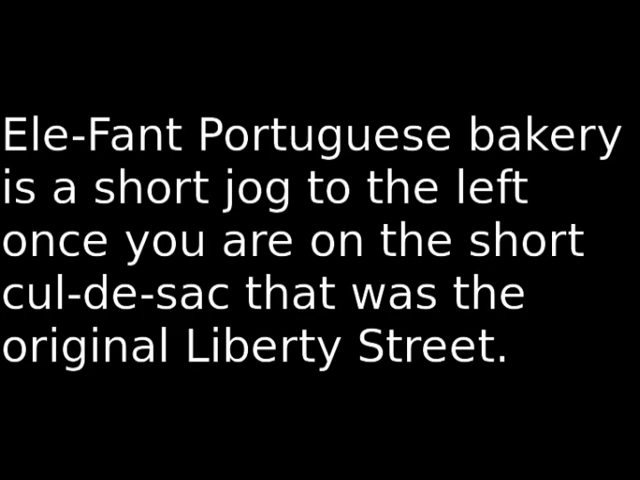 Ele-Fant Portuguese bakery
is a short jog to the left
once you are on the short
cul-de-sac that was the
original Liberty Street.